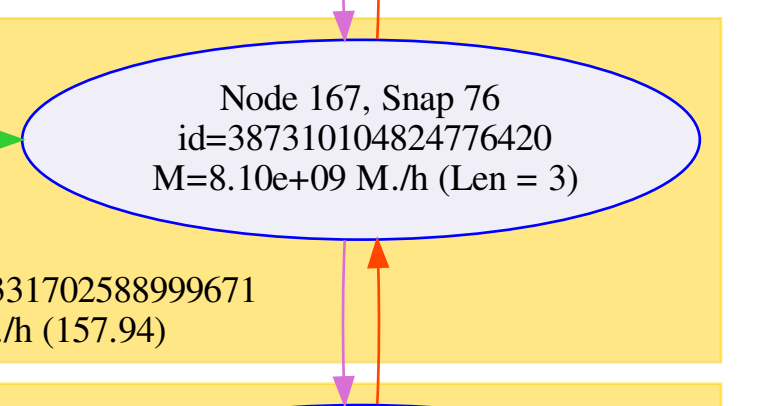 Node 167, Snap 76
id=387310104824776420
M=8.10e+09 M./h (Len = 3)
331702588999671
./h (157.94)